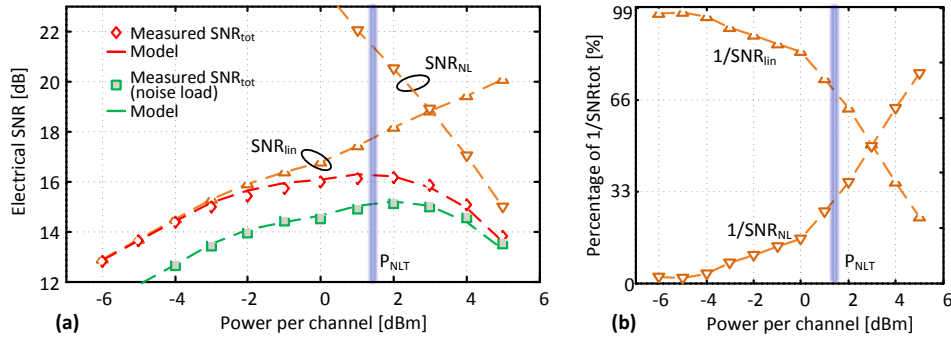 22
20
18
16
14
12
Electrical SNR [dB]
Measured SNRtot
Model
Measured SNRtot
(noise load)
Model
SNRNL
SNRlin
PNLT
-6 -4 -2 0 2 4 6
(a)
Power per channel [dBm]
99
66
33
0
Percentage of 1/SNRtot [%]
1/SNRlin
1/SNRNL
PNLT
-6 -4 -2 0 2 4 6
(b)
Power per channel [dBm]